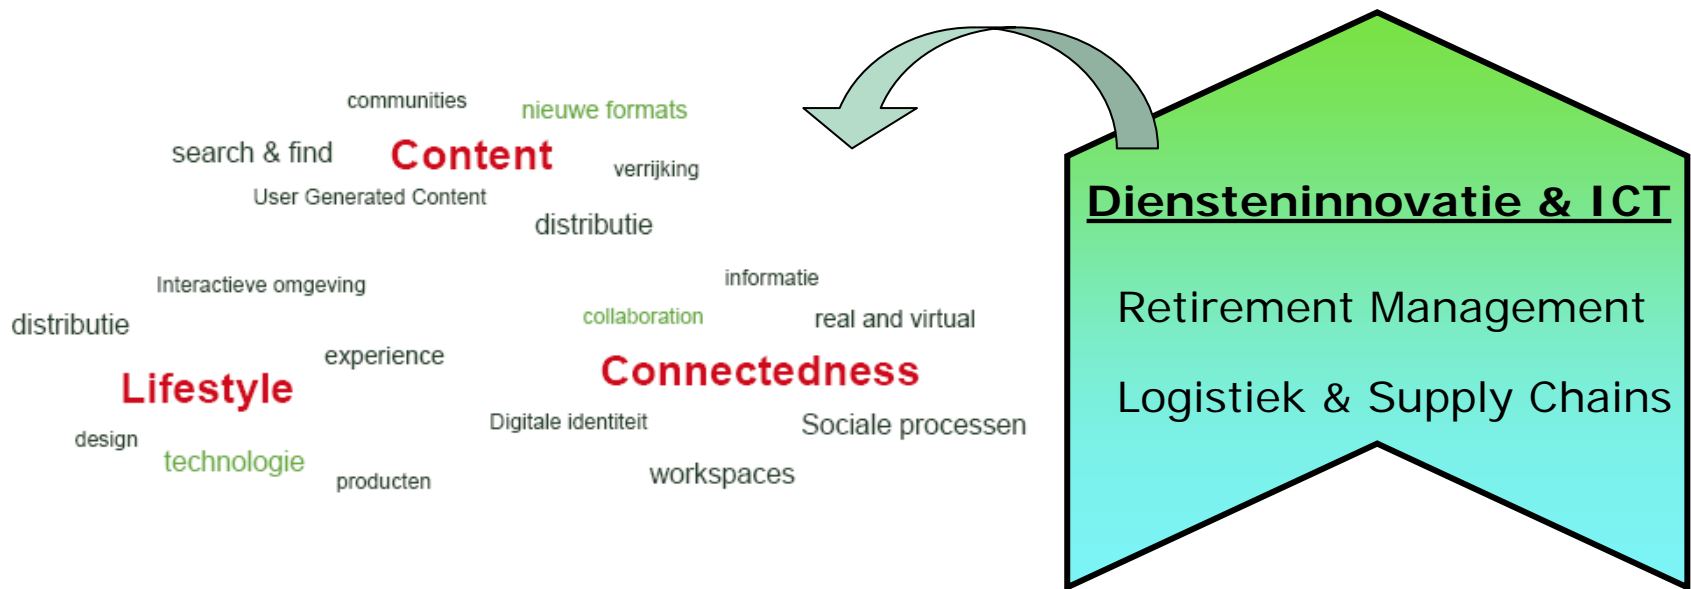 communities
nieuwe formats
search & find
Content
verrijking
User Generated Content
distributie
Interactieve omgeving
distributie
experience
Lifestyle
design
technologie
producten
informatie
collaboration
real and virtual
Connectedness
Digitale identiteit
Sociale processen
workspaces
Diensteninnovatie & ICT
Retirement Management
Logistiek & Supply Chains